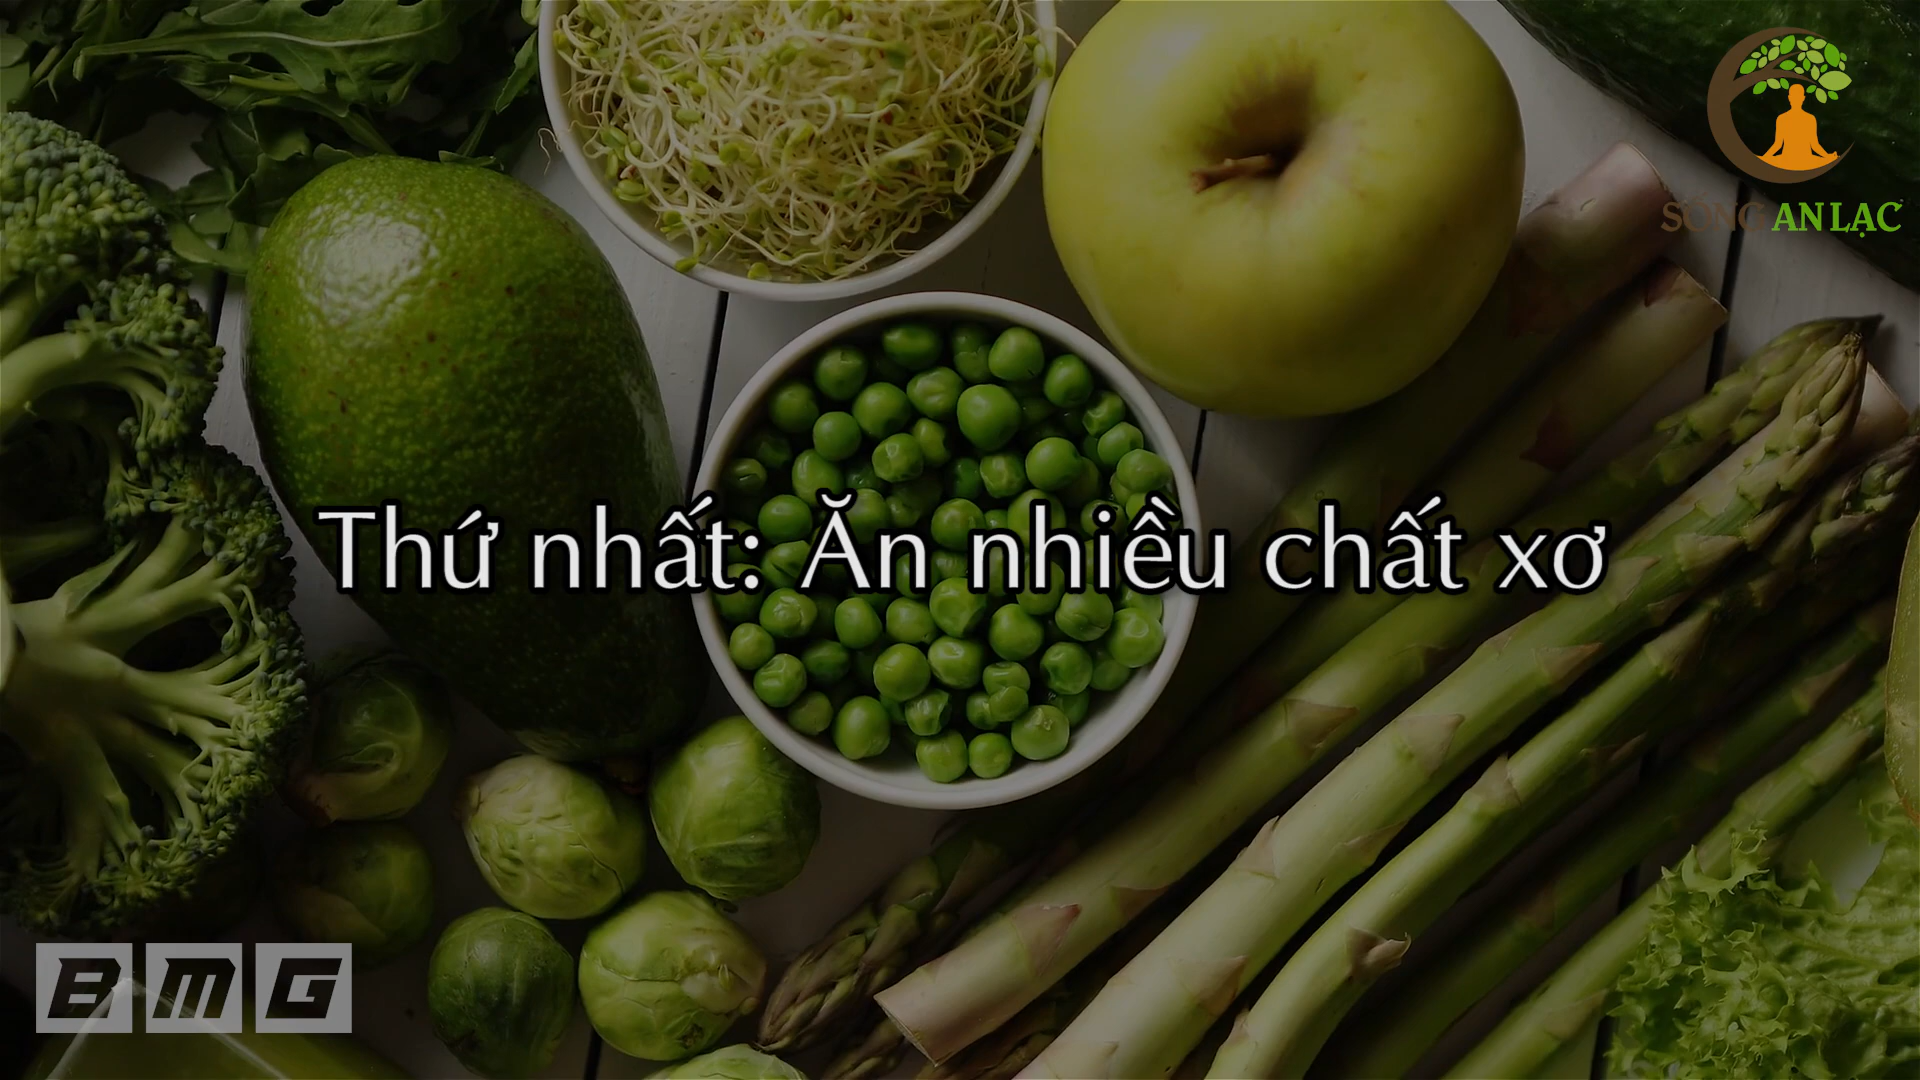 SỐNG AN LẠC
Thứ nhất: Ăn nhiều chất xơ
BMG